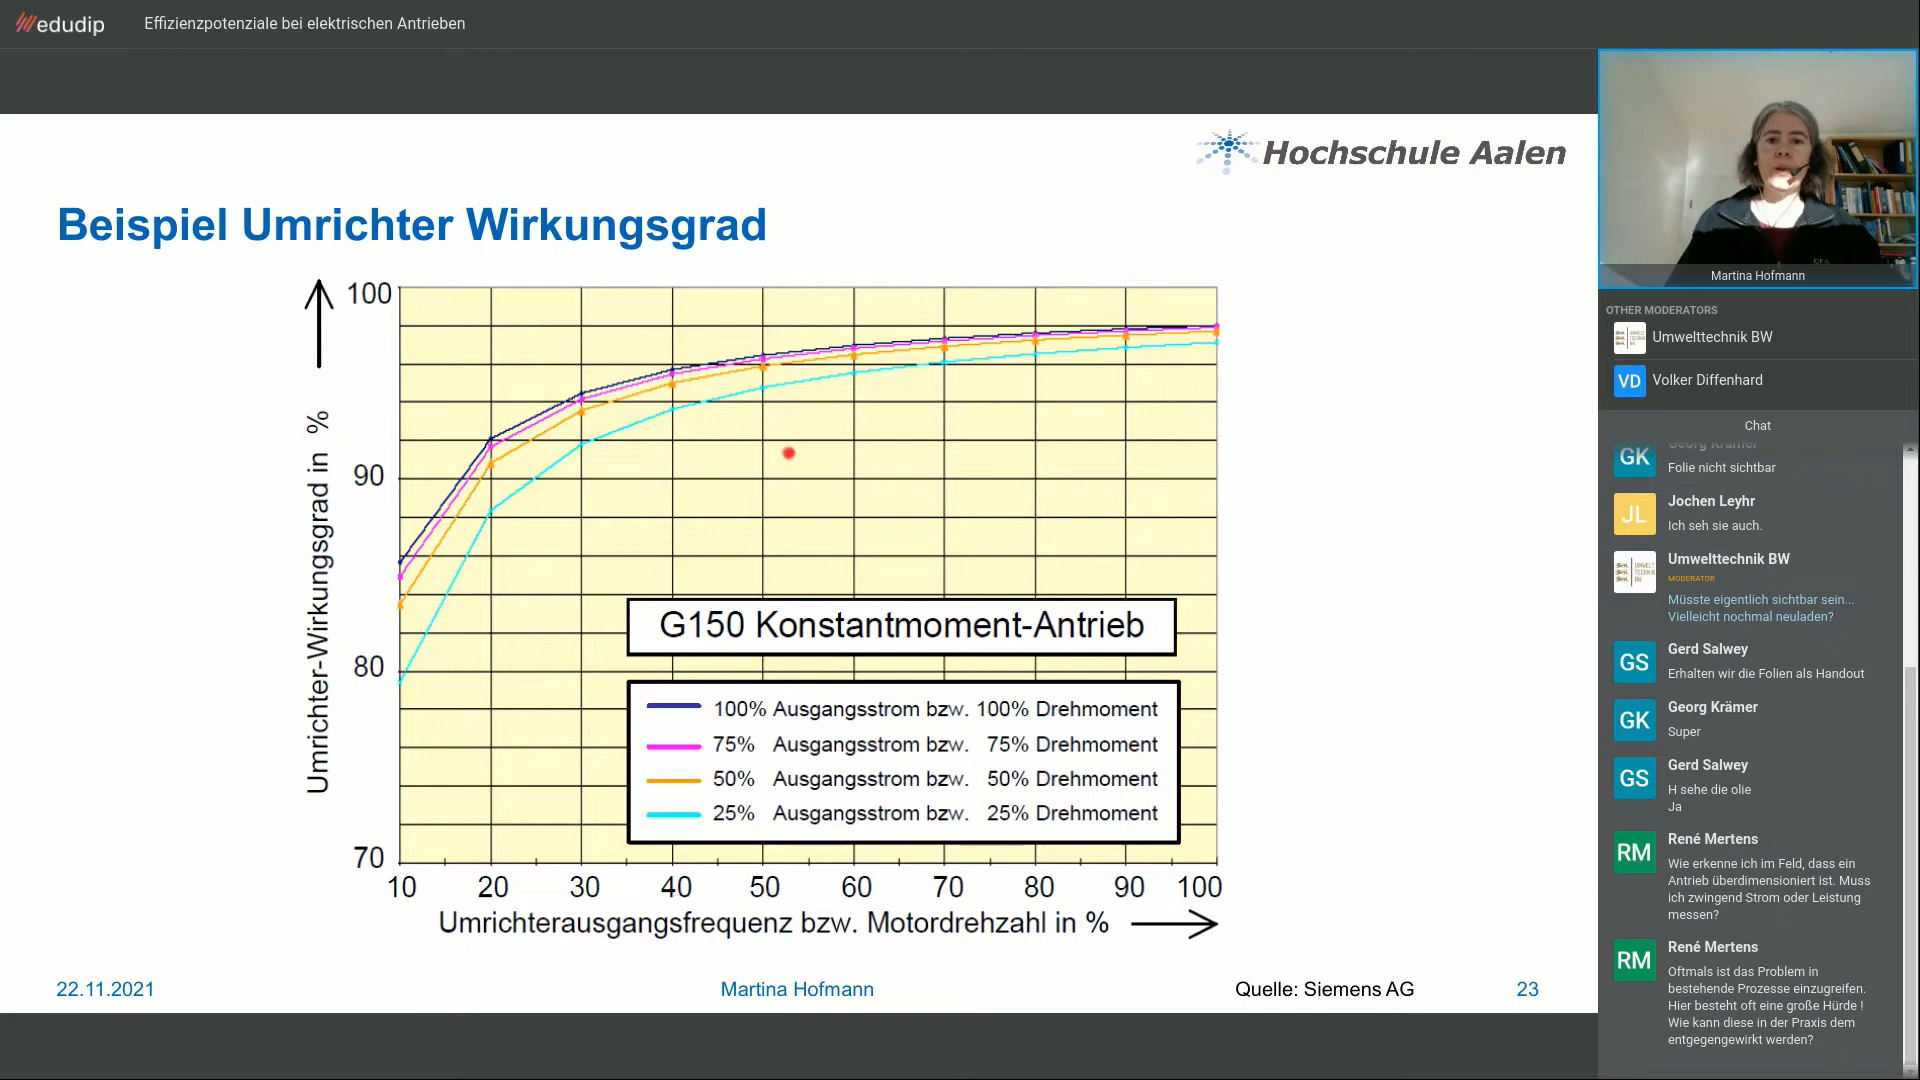 edudip
Effizienzpotenziale bei elektrischen Antrieben
Hochschule Aalen
Beispiel Umrichter Wirkungsgrad
Umrichter-Wirkungsgrad in %
100
90
80
70
G150 Konstantmoment-Antrieb
100% Ausgangsstrom bzw. 100% Drehmoment
75% Ausgangsstrom bzw. 75% Drehmoment
50% Ausgangsstrom bzw. 50% Drehmoment
25% Ausgangsstrom bzw. 25% Drehmoment
10 20 30 40 50 60 70 80 90 100
Umrichterausgangsfrequenz bzw. Motordrehzahl in %
22.11.2021
Martina Hofmann
Quelle: Siemens AG
23
Martina Hofmann
OTHER MODERATORS
Umwelttechnik BW
VD
Volker Diffenhard
Chat
Georg Krämer
GK
Folie nicht sichtbar
JL
Jochen Leyhr
Ich seh sie auch.
Umwelttechnik BW
MODERATOR
Müsste eigentlich sichtbar sein...
Vielleicht nochmal neuladen?
GS
Gerd Salwey
Erhalten wir die Folien als Handout
GK
Georg Krämer
Super
GS
Gerd Salwey
H sehe die olie
Ja
RM
René Mertens
Wie erkenne ich im Feld, dass ein
Antrieb überdimensioniert ist. Muss
ich zwingend Strom oder Leistung
messen?
RM
René Mertens
Oftmals ist das Problem in
bestehende Prozesse einzugreifen.
Hier besteht oft eine große Hürde !
Wie kann diese in der Praxis dem
entgegengewirkt werden?